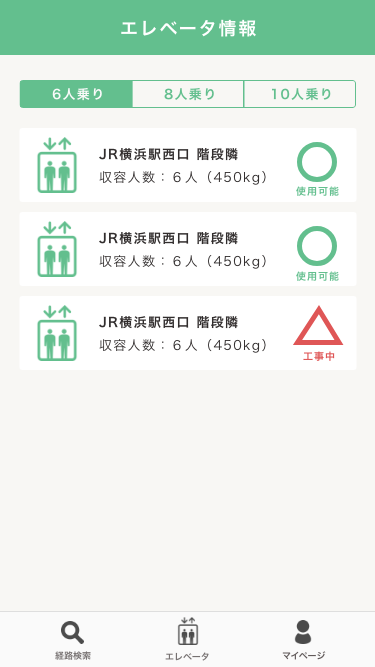 エレベータ情報
6人乗り 8人乗り 10人乗り
JR横浜駅西口 階段隣
収容人数：６人（450kg）
使用可能
JR横浜駅西口 階段隣
収容人数：６人（450kg）
使用可能
JR横浜駅西口 階段隣
収容人数：６人（450kg）
工事中
経路検索 エレベータ マイページ